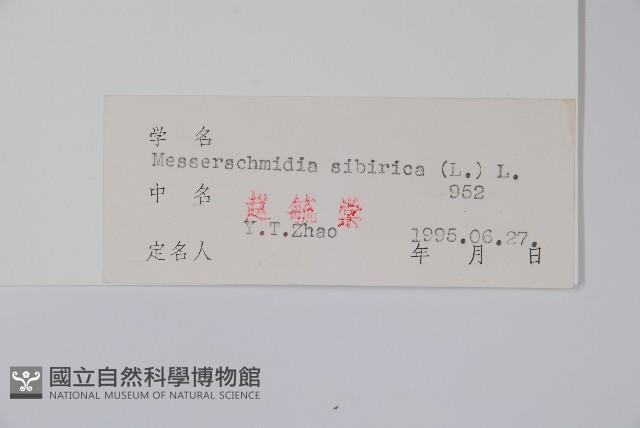 学 名
Messerschmidia sibirica (L.) L.
中 名 952
赵 毓 棠
Y.T.Zhao 1995.06.27.
定名人 年 月 日
國立自然科學博物館
NATIONAL MUSEUM OF NATURAL SCIENCE